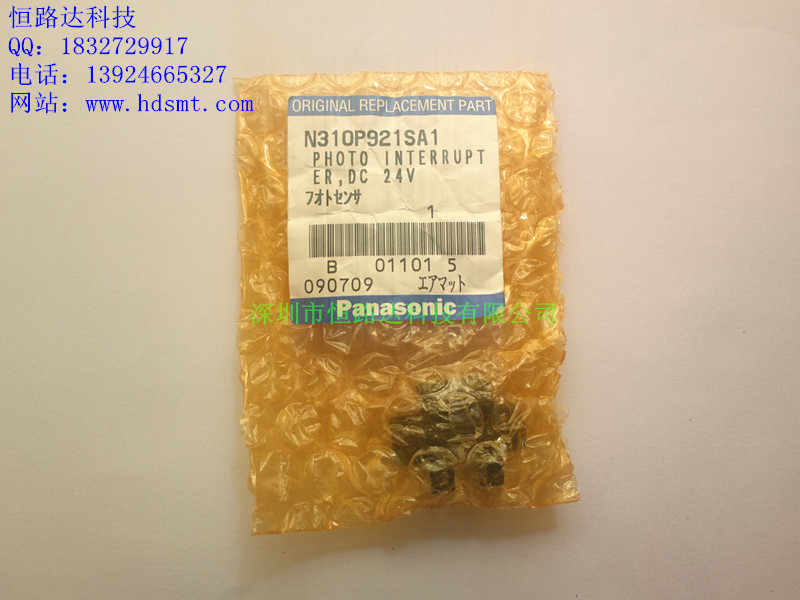 恒路达科技
QQ: 1832729917
电话: 13924665327
网站: www.hdsmt.com
ORIGINAL REPLACEMENT PART
N310P921SA1
PHOTO INTERRUPT
ER,DC 24V
フオトセンサ
1
B 01101 5
090709 エアマット
Panasonic
深圳市恒路达科技有限公司